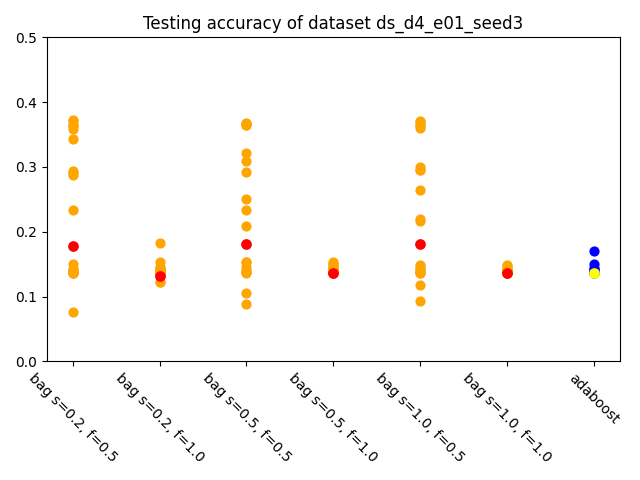 Testing accuracy of dataset ds_d4_e01_seed3
0.5
0.4
0.3
0.2
0.1
0.0
bag s=0.2, f=0.5
bag s=0.2, f=1.0
bag s=0.5, f=0.5
bag s=0.5, f=1.0
bag s=1.0, f=0.5
bag s=1.0, f=1.0
adaboost